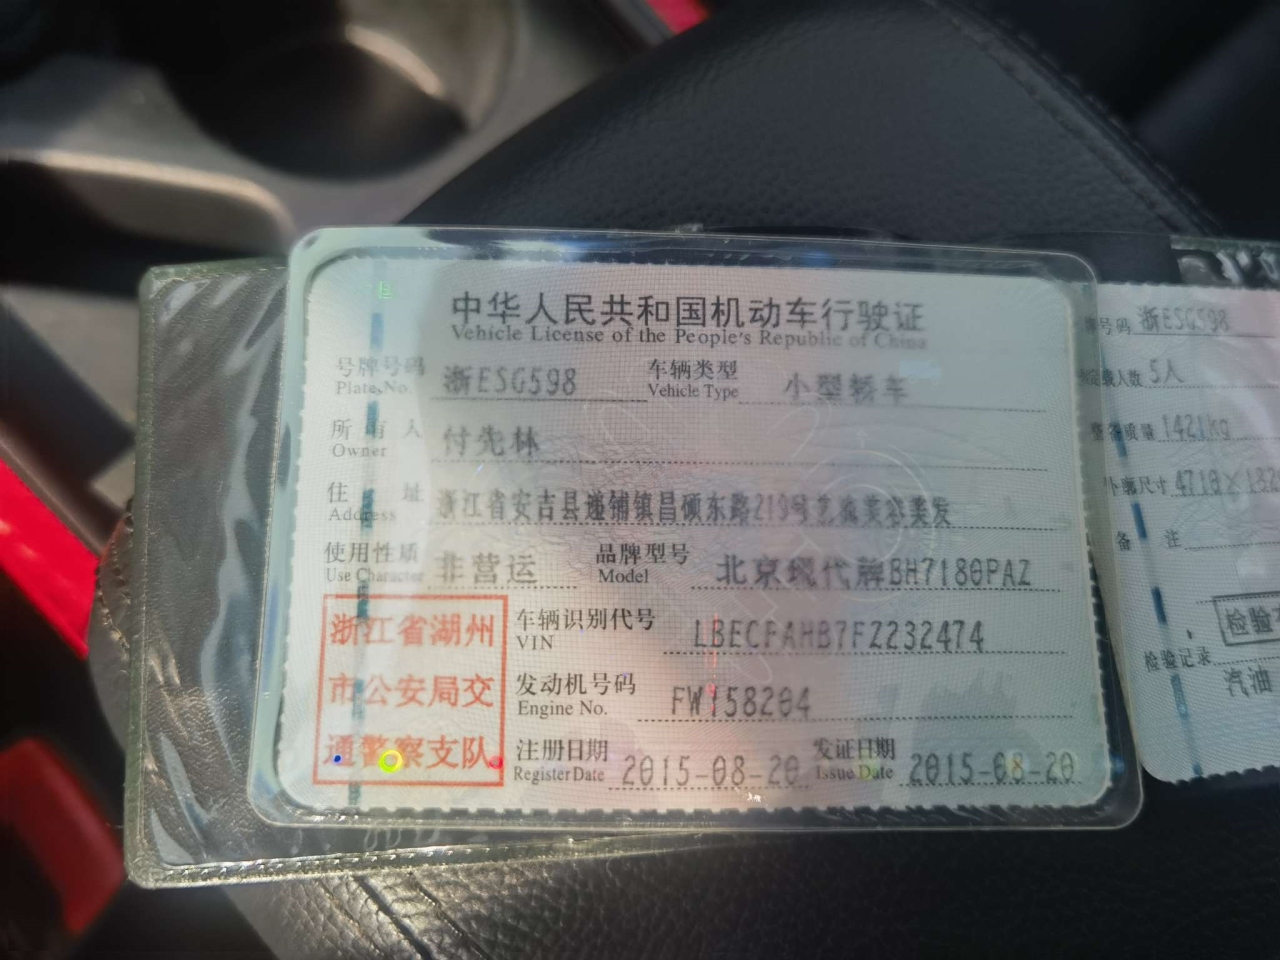 中华人民共和国机动车行驶证
Vehicle License of the People's Republic of China
号牌号码 浙ESG598 车辆类型 小型轿车
Plate No. Vehicle Type
所有人 付先林
Owner
住址 浙江省安吉县递铺镇昌硕东路219号艺流美容美发
Address
使用性质 非营运 品牌型号 北京现代牌BH7180PAZ
Use Character Model
浙江省湖州
市公安局交
通警察支队
车辆识别代号 LBECFAHB7FZ232474
VIN
发动机号码 FW158204
Engine No.
注册日期 2015-08-20 发证日期 2015-08-20
Register Date Issue Date
号码 浙ESG598
载人数 5人
整备质量 1421kg
外廓尺寸 4710×182
备注
检验记录
检验
汽油